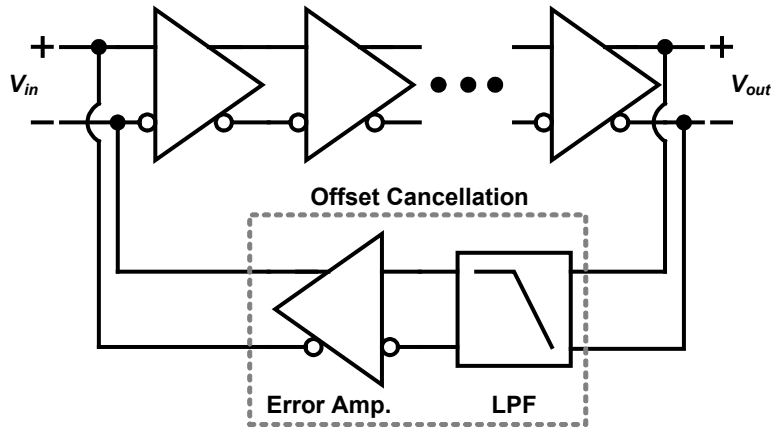 + +
V_in V_out
− −
Offset Cancellation
Error Amp. LPF